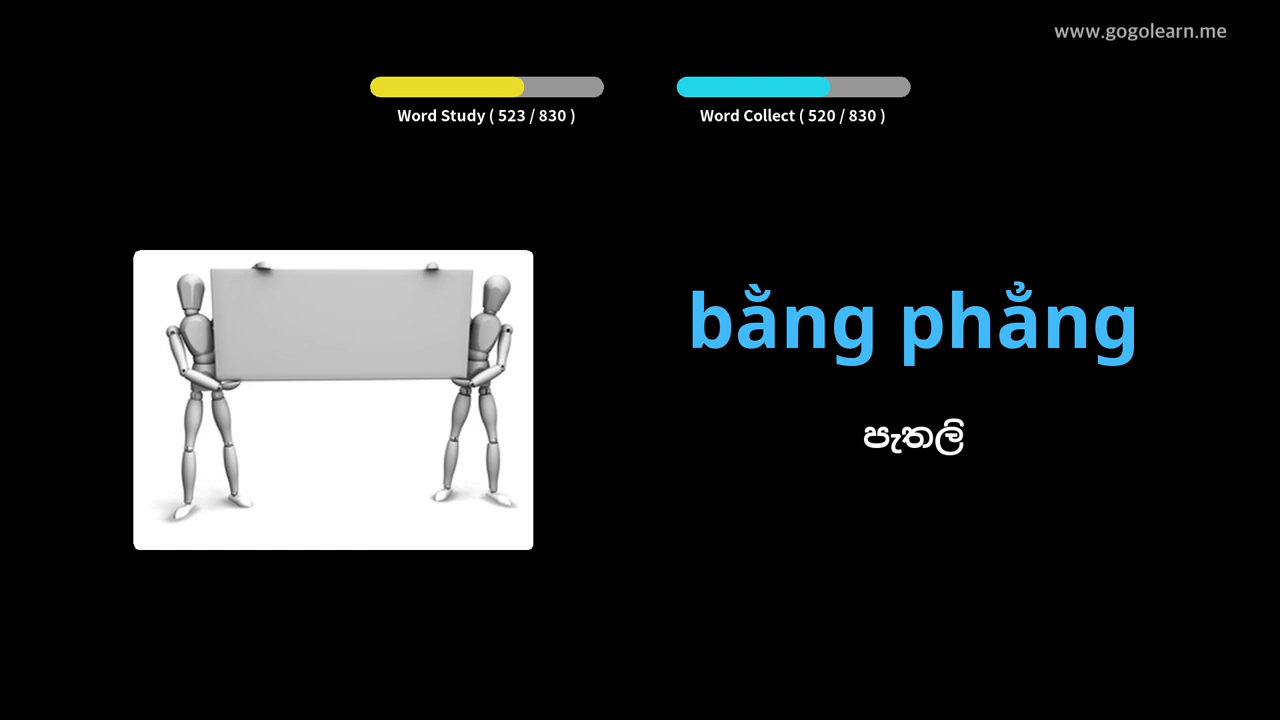 www.gogolearn.me
Word Study ( 523 / 830 )
Word Collect ( 520 / 830 )
bằng phẳng
පැතලි